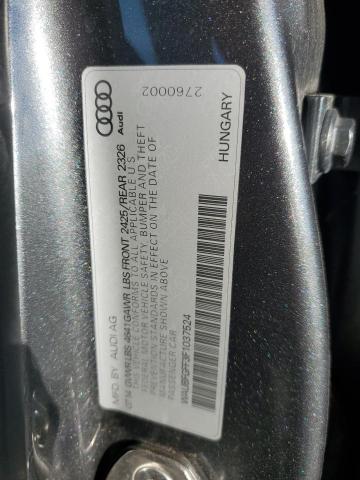 MFD. BY AUDI AG
07/14 GVWR LBS 4641 GAWR LBS FRONT 2425/REAR 2326
CONFORMS TO ALL APPLICABLE U S
FEDERAL MOTOR VEHICLE SAFETY, BUMPER AND THEFT
PREVENTION STANDARDS IN EFFECT ON THE DATE OF
MANUFACTURE SHOWN ABOVE
PASSENGER CAR
WAUBFGFF3F1037524
Audi
2760002
HUNGARY